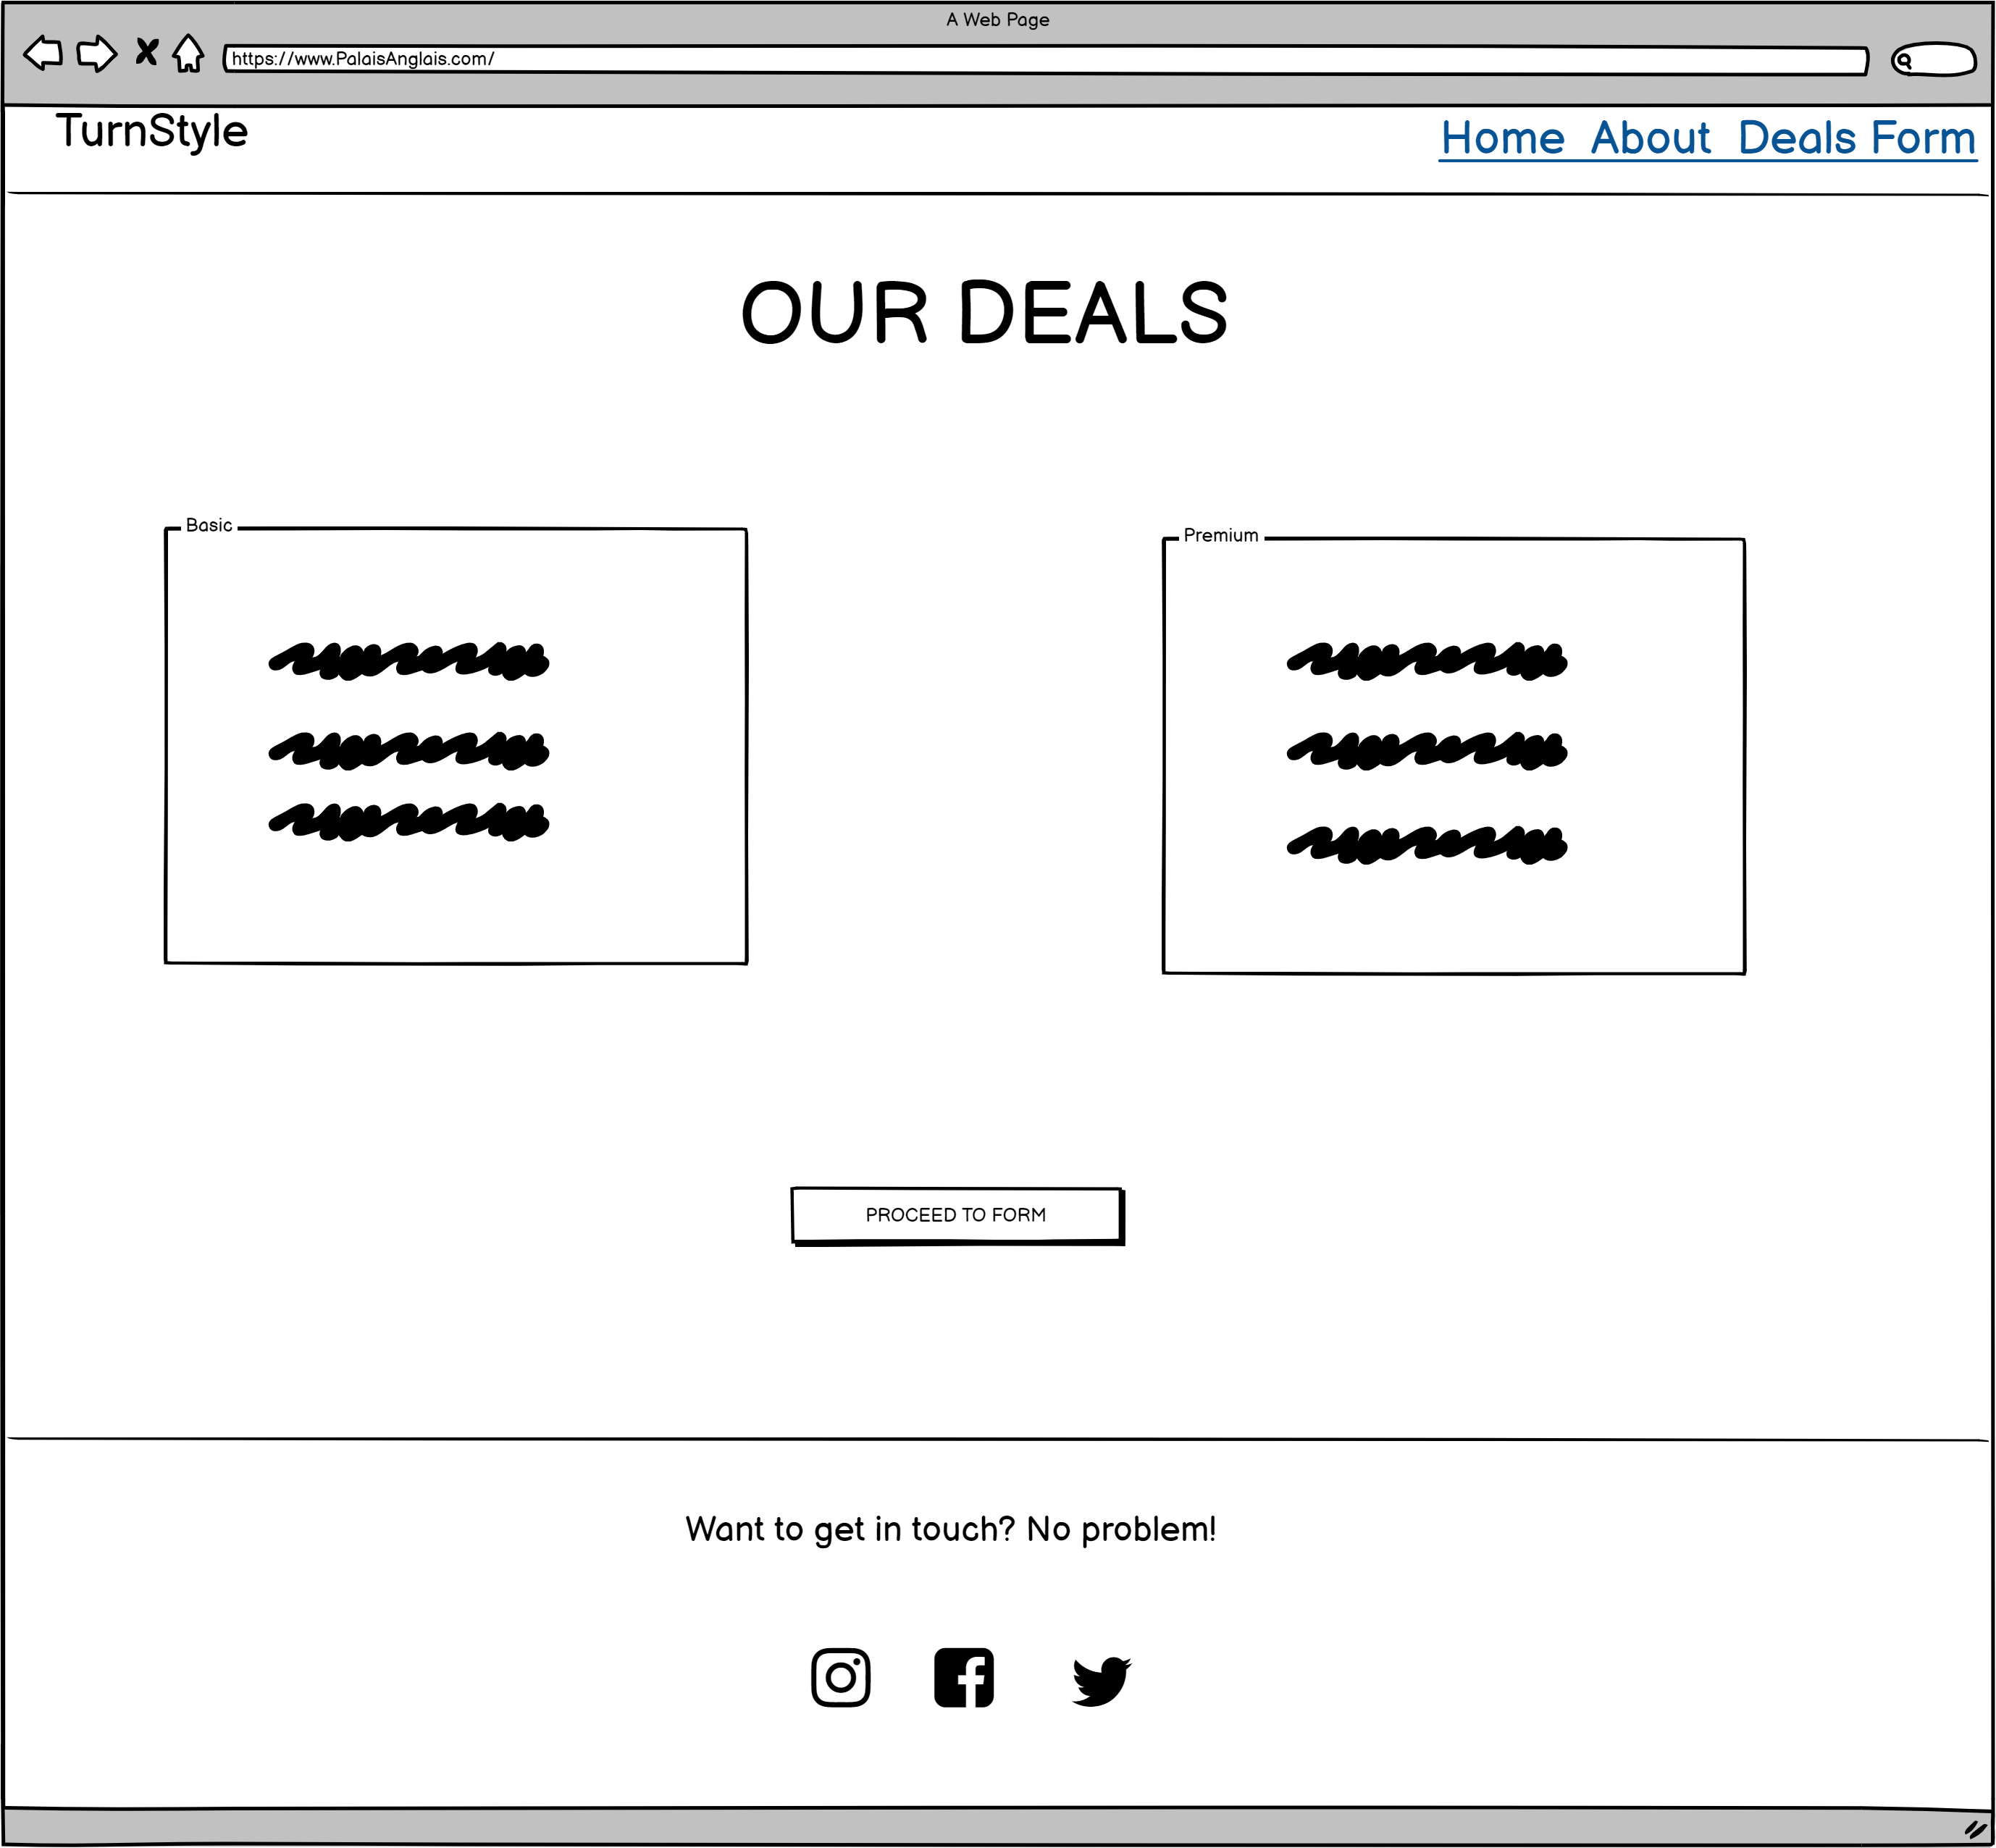 A Web Page
https://www.PalaisAnglais.com/
TurnStyle
Home About Deals Form
OUR DEALS
Basic
Premium
PROCEED TO FORM
Want to get in touch? No problem!